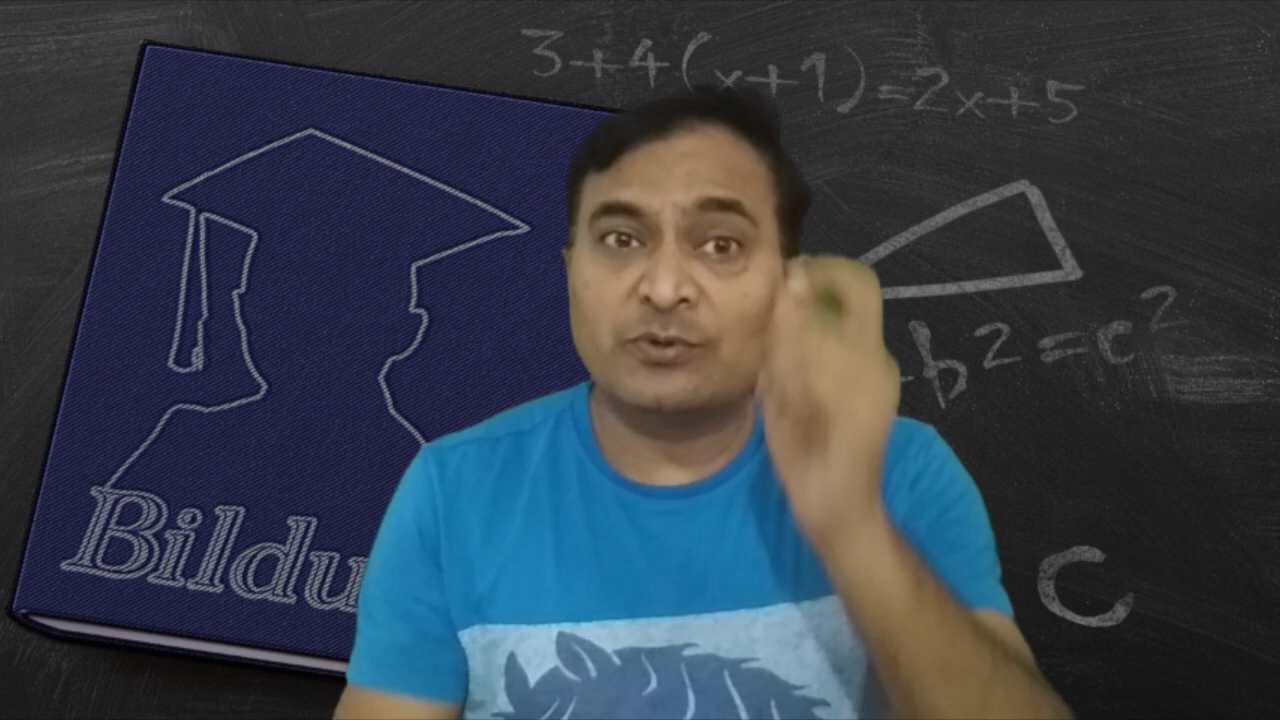 3+4(x+1)=2x+5
b²=c²
Bildu
C